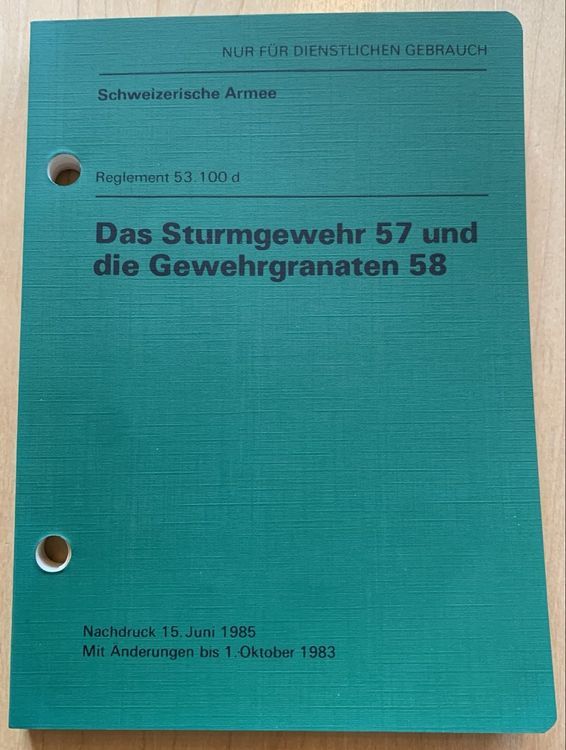 NUR FÜR DIENSTLICHEN GEBRAUCH
Schweizerische Armee
Reglement 53.100 d
Das Sturmgewehr 57 und
die Gewehrgranaten 58
Nachdruck 15. Juni 1985
Mit Änderungen bis 1. Oktober 1983